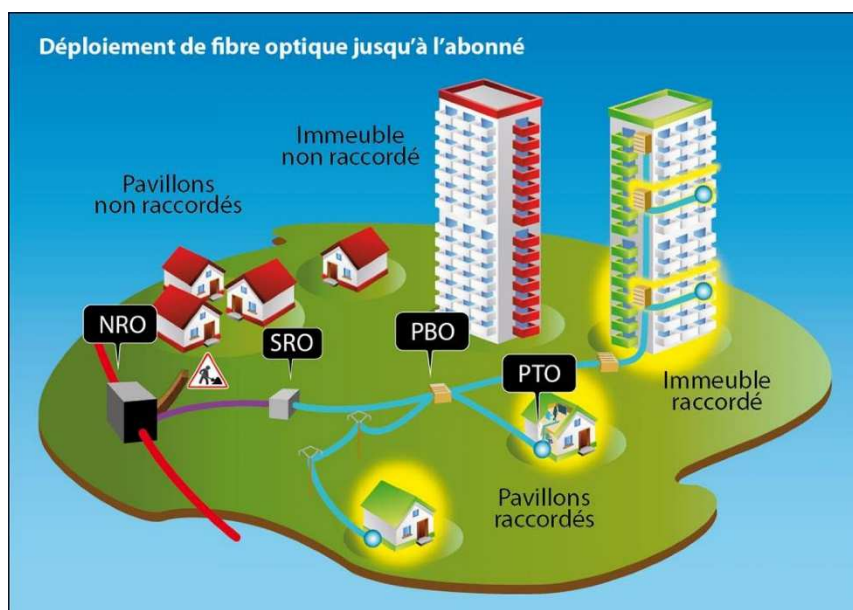 Déploiement de fibre optique jusqu’à l’abonné
Immeuble
non raccordé
Pavillons
non raccordés
NRO
SRO
PBO
PTO
Immeuble
raccordé
Pavillons
raccordés